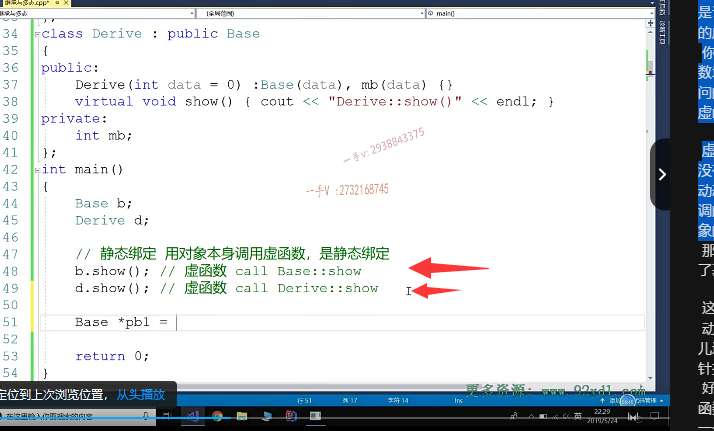 继承与多态.cpp*
(全局范围)
main()
34 class Derive : public Base
35 {
36 public:
37 Derive(int data = 0) :Base(data), mb(data) {}
38 virtual void show() { cout << "Derive::show()" << endl; }
39 private:
40 int mb;
41 };
42 int main()
43 {
44 Base b;
45 Derive d;
46
47 // 静态绑定 用对象本身调用虚函数，是静态绑定
48 b.show(); // 虚函数 call Base::show
49 d.show(); // 虚函数 call Derive::show
50
51 Base *pb1 =
52
53 return 0;
54 }
一手v: 2938843375
一手V :2732168745
定位到上次浏览位置，从头播放
更多资源：
行 51 列 17 字符 14 Ins
在这里输入你要搜索的内容
英
22:29
2019/5/24
是
的
你
数
问
虚
虚
没
动
调
象的
那
了
这
动
儿
针
好
函